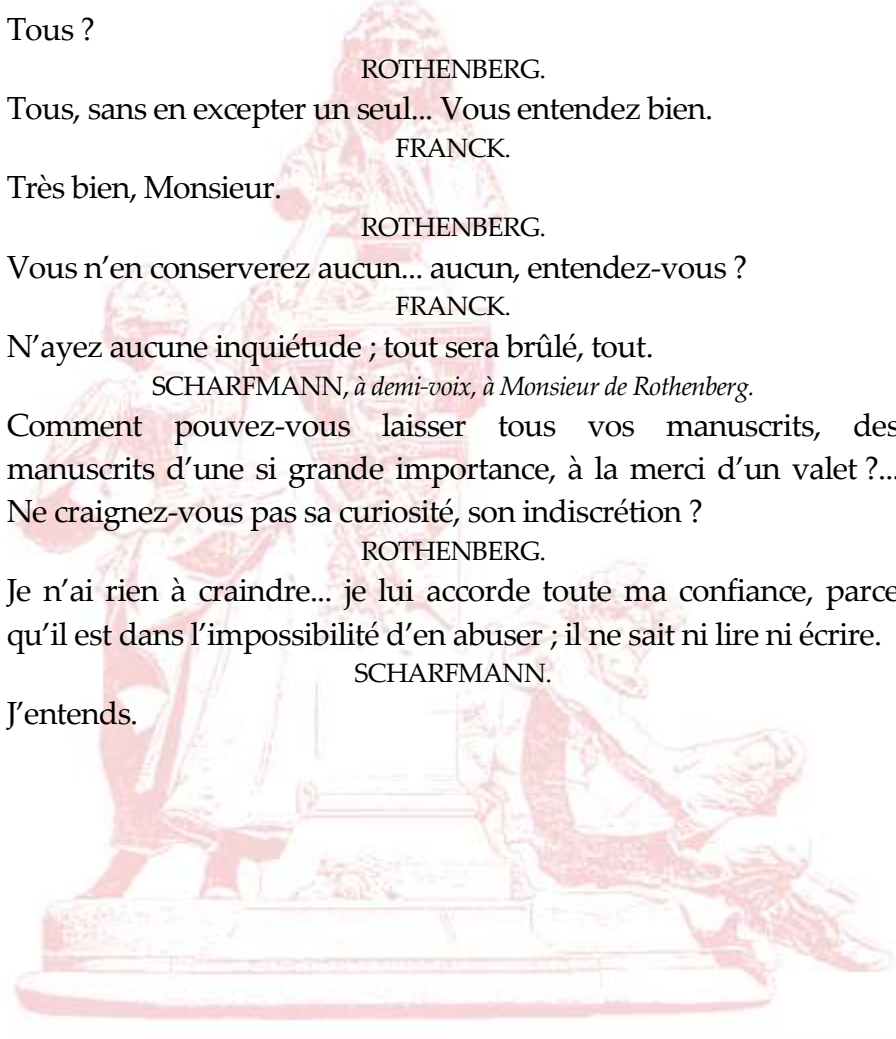 Tous ?
ROTHENBERG.
Tous, sans en excepter un seul... Vous entendez bien.
FRANCK.
Très bien, Monsieur.
ROTHENBERG.
Vous n’en conserverez aucun... aucun, entendez-vous ?
FRANCK.
N’ayez aucune inquiétude ; tout sera brûlé, tout.
SCHARFMANN, à demi-voix, à Monsieur de Rothenberg.
Comment pouvez-vous laisser tous vos manuscrits, des
manuscrits d’une si grande importance, à la merci d’un valet ?...
Ne craignez-vous pas sa curiosité, son indiscrétion ?
ROTHENBERG.
Je n’ai rien à craindre... je lui accorde toute ma confiance, parce
qu’il est dans l’impossibilité d’en abuser ; il ne sait ni lire ni écrire.
SCHARFMANN.
J’entends.